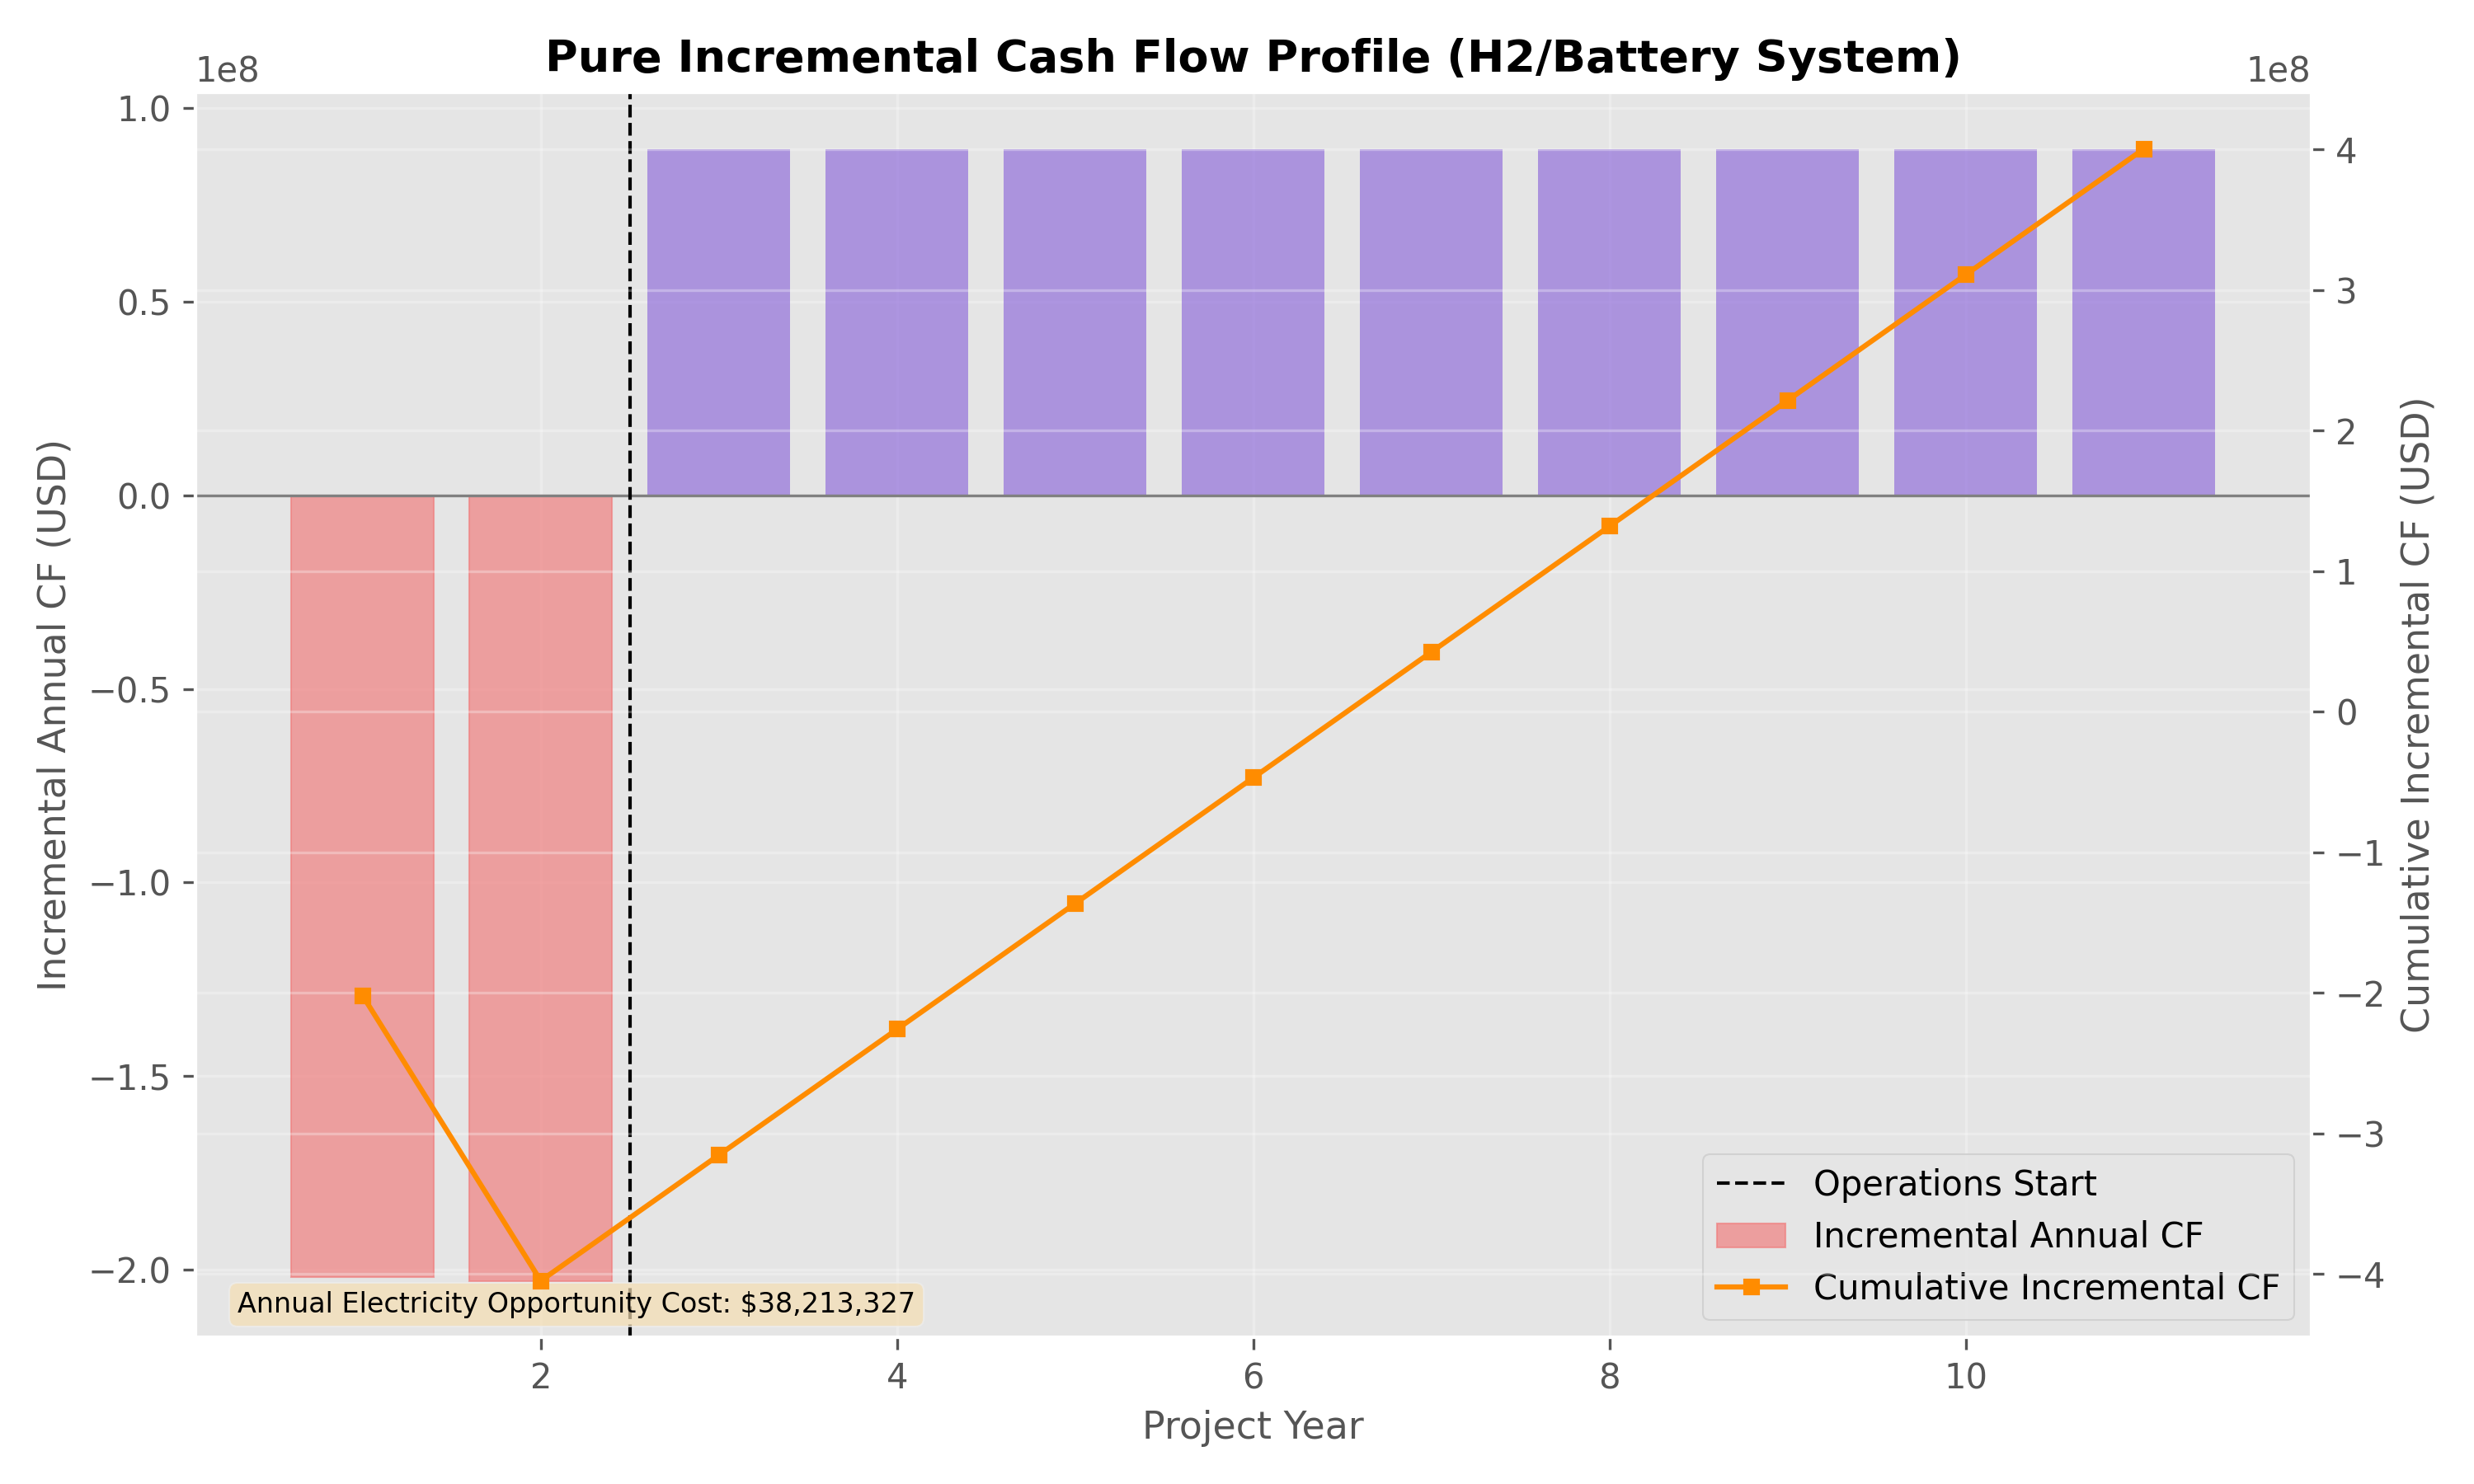 Pure Incremental Cash Flow Profile (H2/Battery System)
1e8
1e8
1.0
0.5
0.0
−0.5
−1.0
−1.5
−2.0
Incremental Annual CF (USD)
4
3
2
1
0
−1
−2
−3
−4
Cumulative Incremental CF (USD)
Operations Start
Incremental Annual CF
Cumulative Incremental CF
Annual Electricity Opportunity Cost: $38,213,327
2
4
6
8
10
Project Year